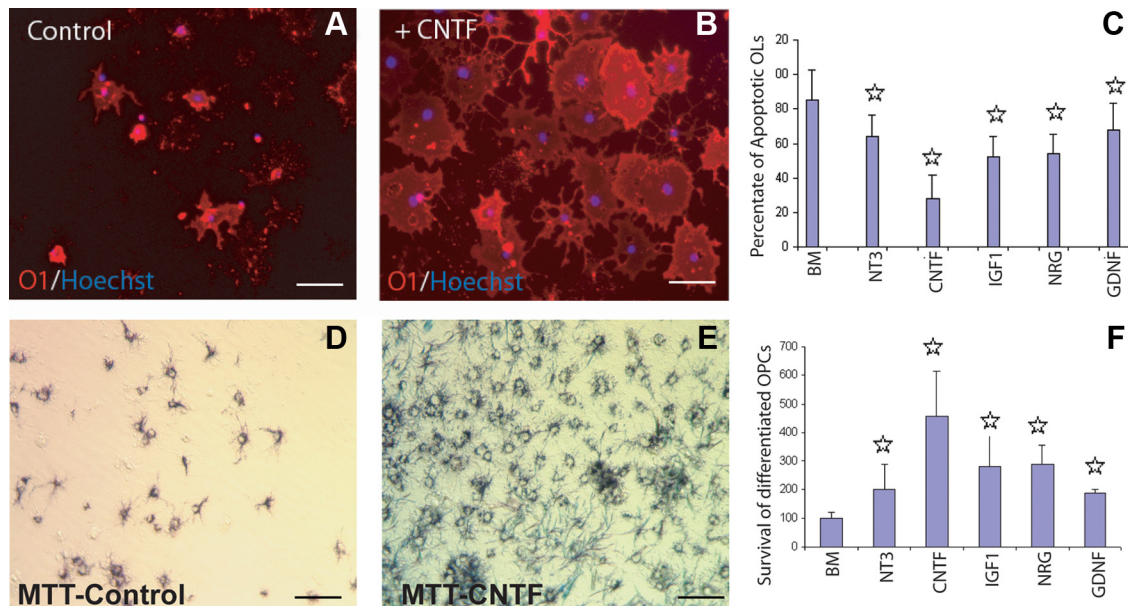 Control
A
O1/Hoechst
+ CNTF
B
O1/Hoechst
C
Percentate of Apoptotic OLs
20
00
80
60
40
20
0
BM
NT3
CNTF
IGF1
NRG
GDNF
D
MTT-Control
E
MTT-CNTF
F
Survival of differentiated OPCs
700
600
500
400
300
200
100
0
BM
NT3
CNTF
IGF1
NRG
GDNF